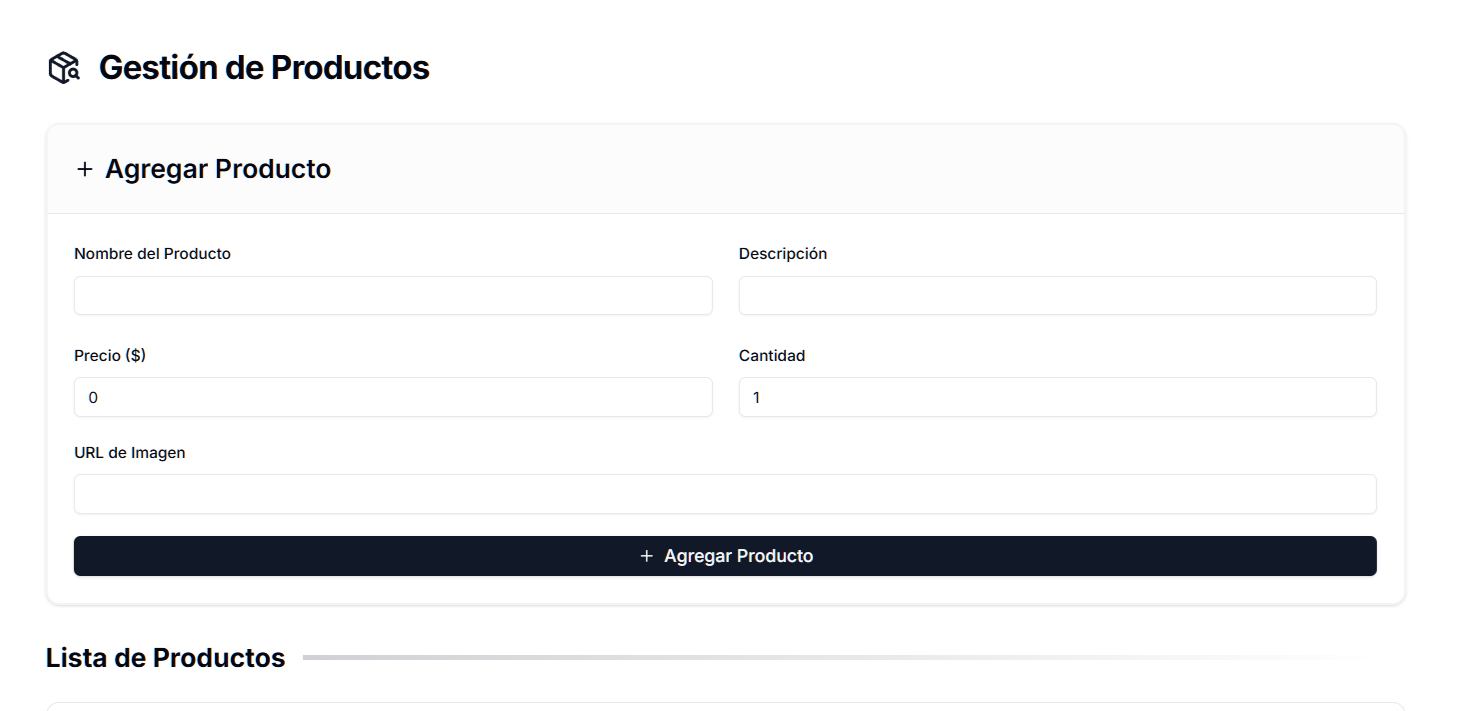 Gestión de Productos
+ Agregar Producto
Nombre del Producto
Descripción
Precio ($)
Cantidad
0
1
URL de Imagen
+ Agregar Producto
Lista de Productos